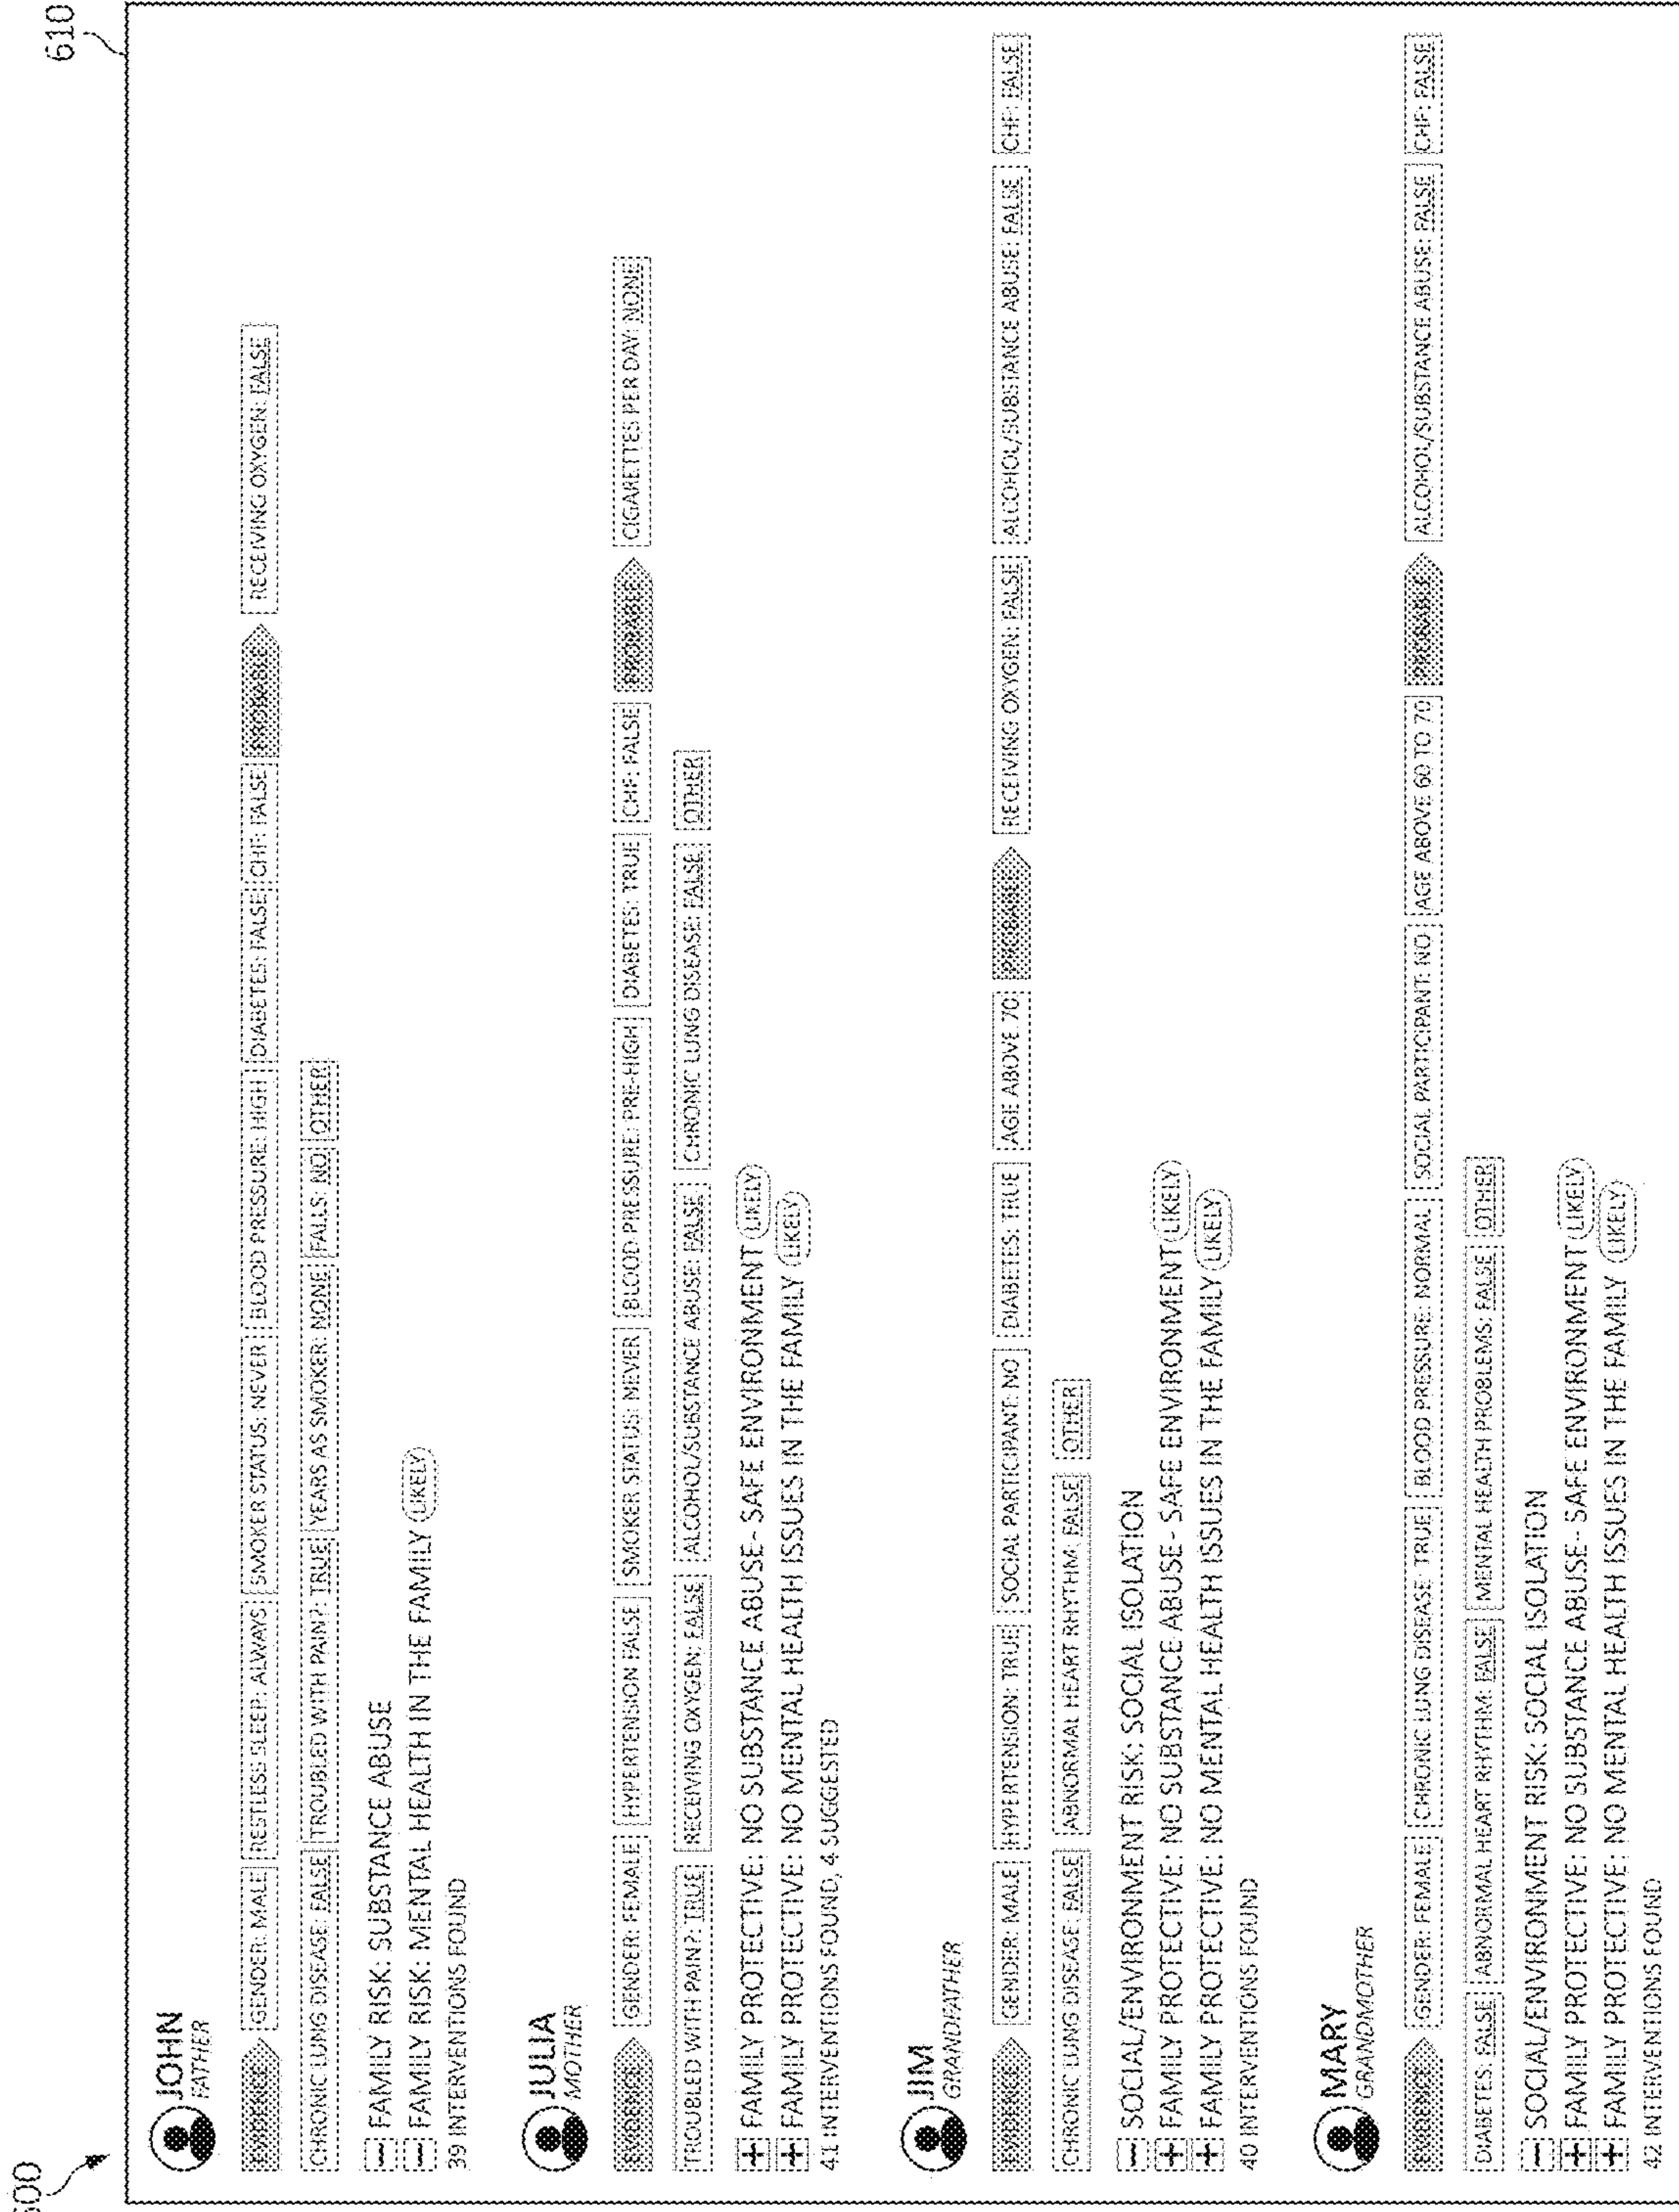 610
JOHN
FATHER
EVIDENCE GENDER: MALE RESTLESS SLEEP: ALWAYS SMOKER STATUS: NEVER BLOOD PRESSURE: HIGH DIABETES: FALSE CHF: FALSE PROBABLE RECEIVING OXYGEN: FALSE
CHRONIC LUNG DISEASE: FALSE TROUBLED WITH PAIN?: TRUE YEARS AS SMOKER: NONE FALLS: NO OTHER
− FAMILY RISK: SUBSTANCE ABUSE
− FAMILY RISK: MENTAL HEALTH IN THE FAMILY LIKELY
39 INTERVENTIONS FOUND
JULIA
MOTHER
EVIDENCE GENDER: FEMALE HYPERTENSION FALSE SMOKER STATUS: NEVER BLOOD PRESSURE: PRE-HIGH DIABETES: TRUE CHF: FALSE PROBABLE CIGARETTES PER DAY: NONE
TROUBLED WITH PAIN?: TRUE RECEIVING OXYGEN: FALSE ALCOHOL/SUBSTANCE ABUSE: FALSE CHRONIC LUNG DISEASE: FALSE OTHER
+ FAMILY PROTECTIVE: NO SUBSTANCE ABUSE- SAFE ENVIRONMENT LIKELY
+ FAMILY PROTECTIVE: NO MENTAL HEALTH ISSUES IN THE FAMILY LIKELY
41 INTERVENTIONS FOUND, 4 SUGGESTED
JIM
GRANDFATHER
EVIDENCE GENDER: MALE HYPERTENSION: TRUE SOCIAL PARTICIPANT: NO DIABETES: TRUE AGE ABOVE 70 PROBABLE RECEIVING OXYGEN: FALSE ALCOHOL/SUBSTANCE ABUSE: FALSE CHF: FALSE
CHRONIC LUNG DISEASE: FALSE ABNORMAL HEART RHYTHM: FALSE OTHER
− SOCIAL/ENVIRONMENT RISK: SOCIAL ISOLATION
+ FAMILY PROTECTIVE: NO SUBSTANCE ABUSE- SAFE ENVIRONMENT LIKELY
+ FAMILY PROTECTIVE: NO MENTAL HEALTH ISSUES IN THE FAMILY LIKELY
40 INTERVENTIONS FOUND
MARY
GRANDMOTHER
EVIDENCE GENDER: FEMALE CHRONIC LUNG DISEASE: TRUE BLOOD PRESSURE: NORMAL SOCIAL PARTICIPANT: NO AGE ABOVE 60 TO 70 PROBABLE ALCOHOL/SUBSTANCE ABUSE: FALSE CHF: FALSE
DIABETES: FALSE ABNORMAL HEART RHYTHM: FALSE MENTAL HEALTH PROBLEMS: FALSE OTHER
− SOCIAL/ENVIRONMENT RISK: SOCIAL ISOLATION
+ FAMILY PROTECTIVE: NO SUBSTANCE ABUSE- SAFE ENVIRONMENT LIKELY
+ FAMILY PROTECTIVE: NO MENTAL HEALTH ISSUES IN THE FAMILY LIKELY
42 INTERVENTIONS FOUND